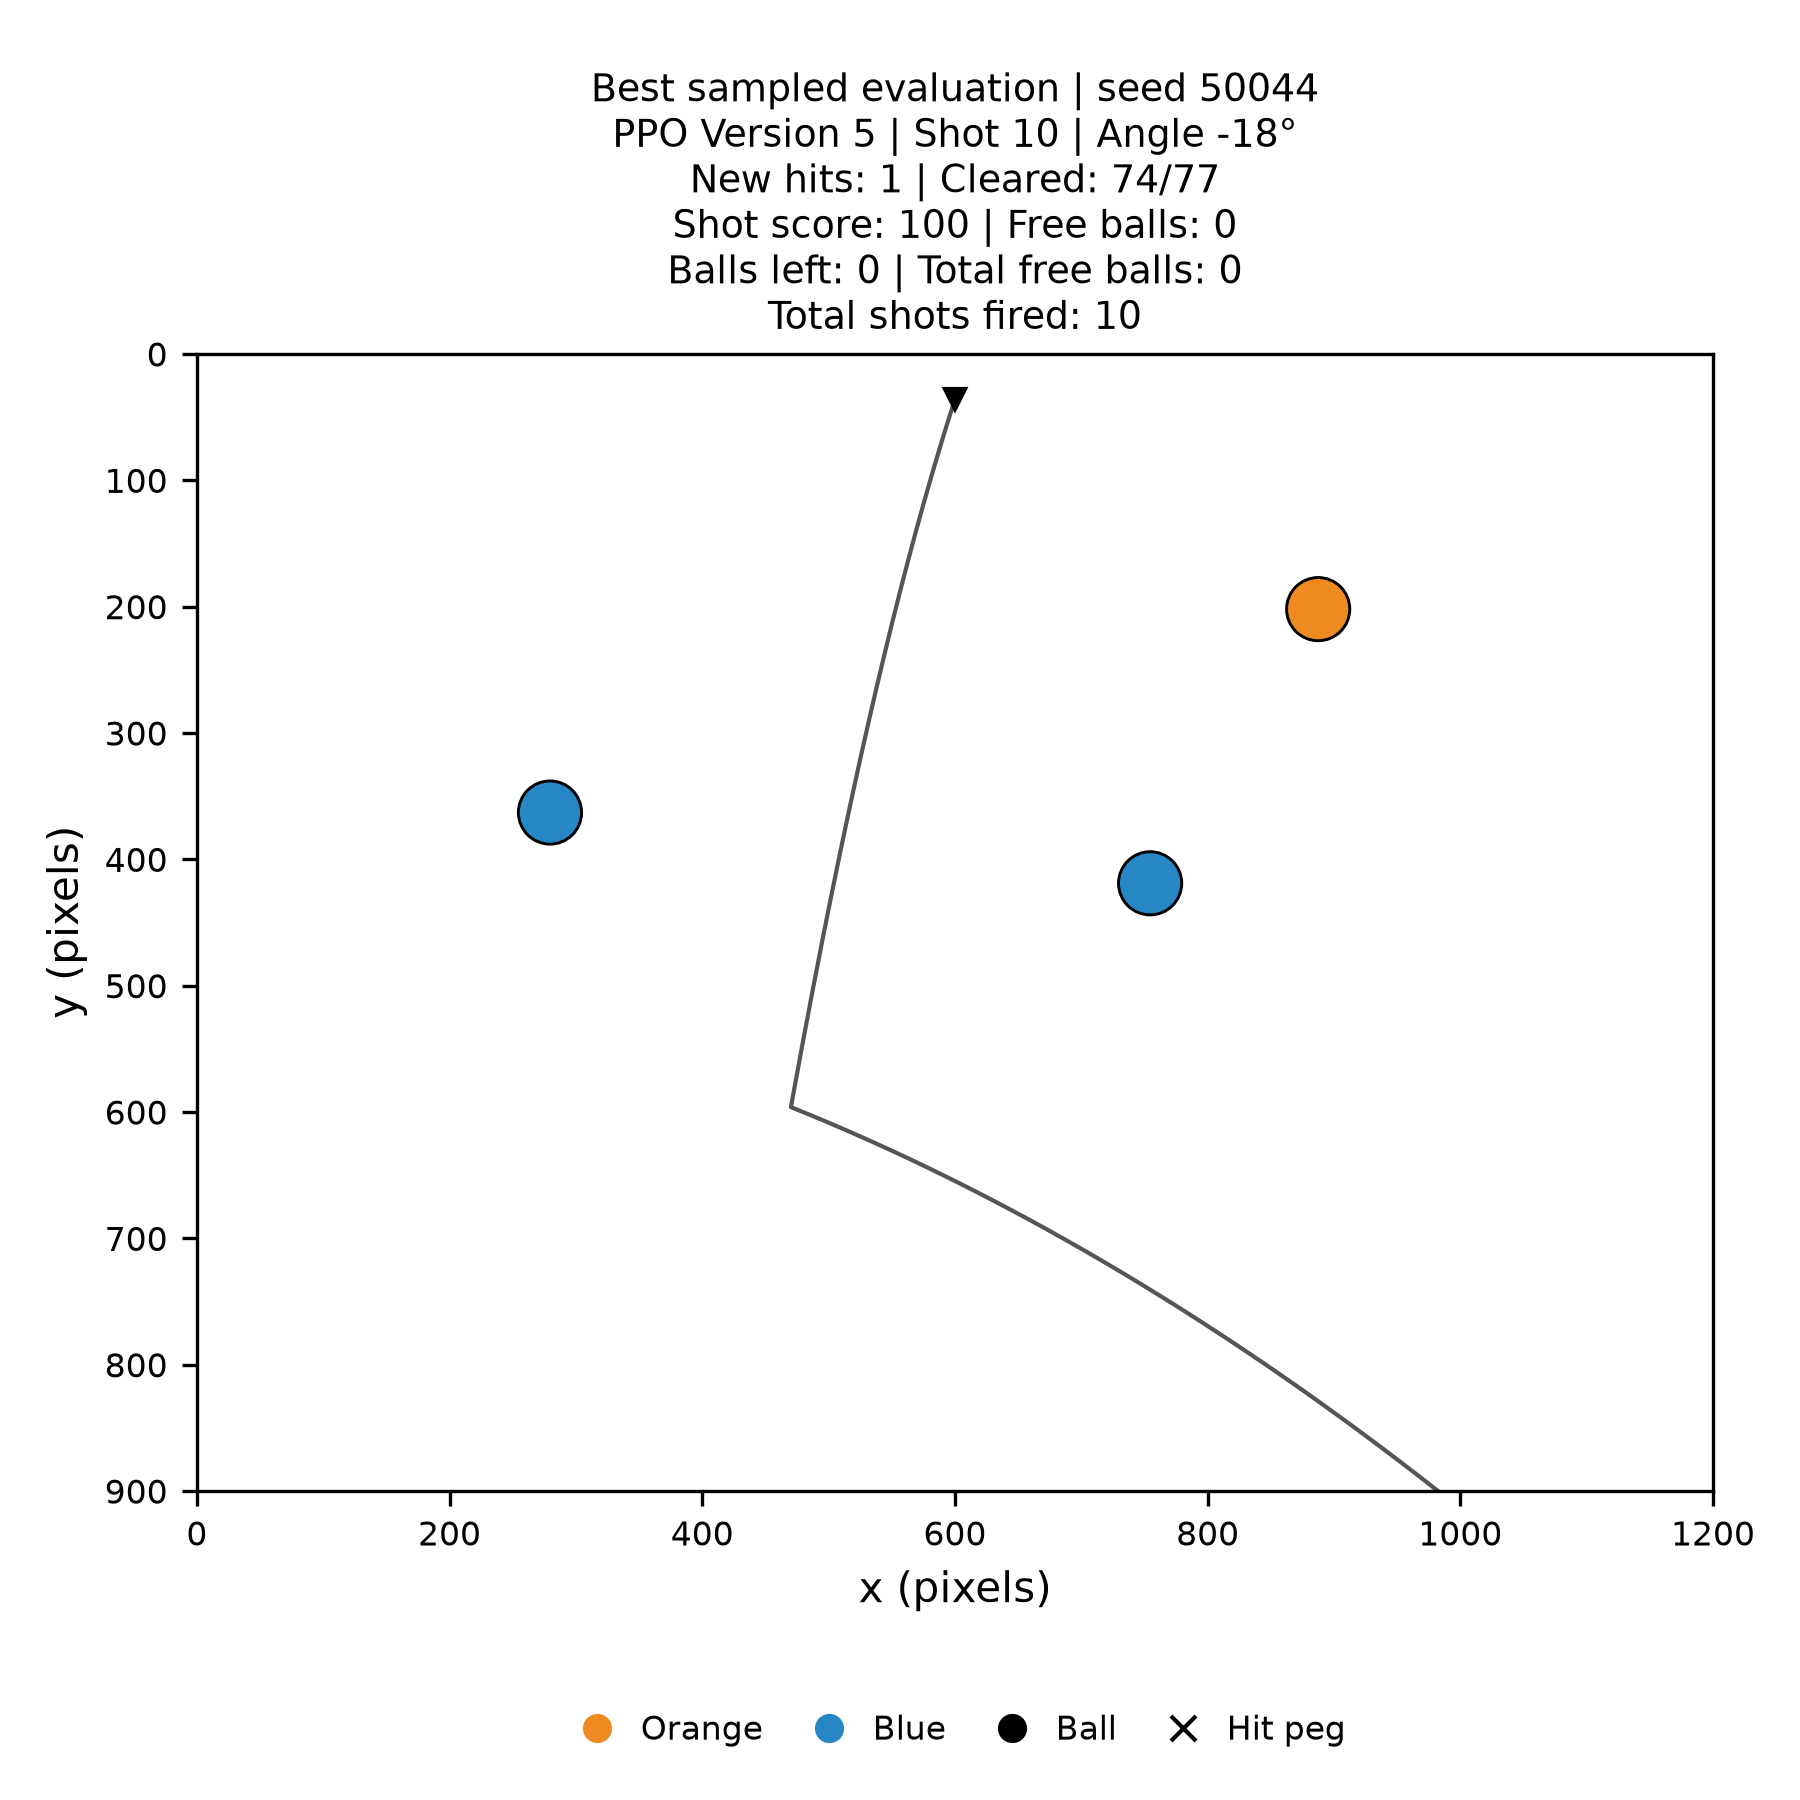 Best sampled evaluation | seed 50044
PPO Version 5 | Shot 10 | Angle -18°
New hits: 1 | Cleared: 74/77
Shot score: 100 | Free balls: 0
Balls left: 0 | Total free balls: 0
Total shots fired: 10
0
100
200
300
400
500
600
700
800
900
y (pixels)
0 200 400 600 800 1000 1200
x (pixels)
Orange Blue Ball Hit peg